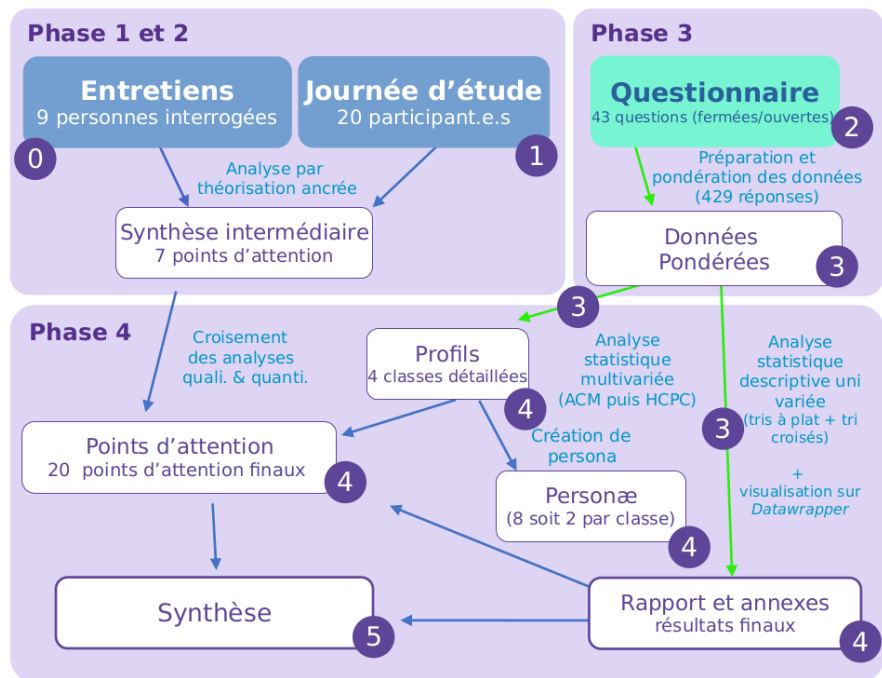 Phase 1 et 2
Entretiens
9 personnes interrogées
0
Journée d'étude
20 participant.e.s
1
Analyse par
théorisation ancrée
Synthèse intermédiaire
7 points d'attention
Phase 3
Questionnaire
43 questions (fermées/ouvertes)
2
Préparation et
pondération des données
(429 réponses)
Données
Pondérées
3
Phase 4
Croisement
des analyses
quali. & quanti.
3
Profils
4 classes détaillées
4
Analyse
statistique
multivariée
(ACM puis HCPC)
Analyse
statistique
descriptive uni
variée
(tris à plat + tri
croisés)
+
visualisation sur
Datawrapper
3
Création de
persona
Points d'attention
20 points d'attention finaux
4
Personæ
(8 soit 2 par classe)
4
Synthèse
5
Rapport et annexes
résultats finaux
4